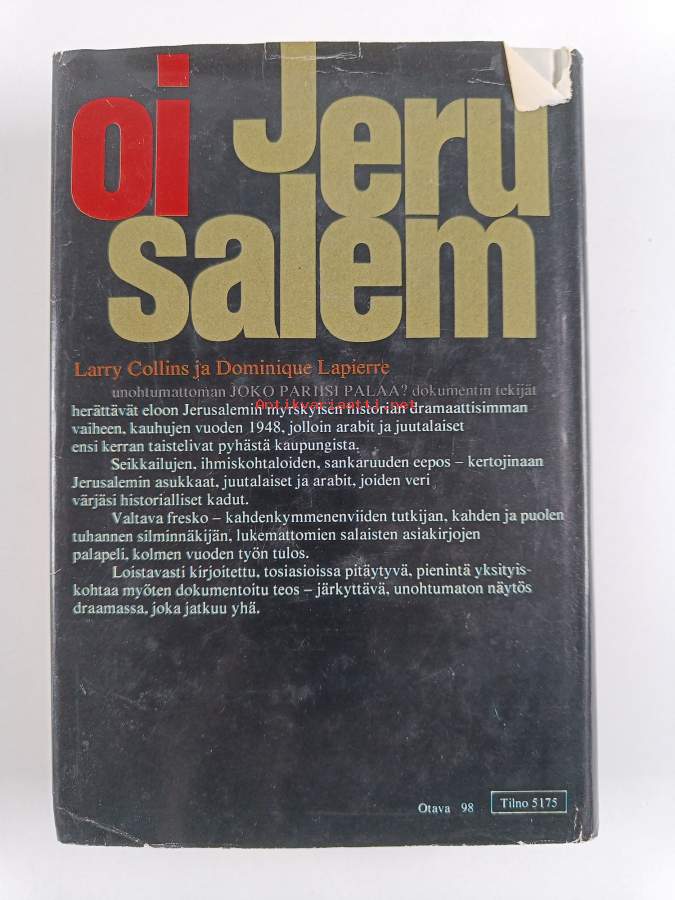 oi Jeru
salem
Larry Collins ja Dominique Lapierre
unohtumattoman JOKO PARIISI PALAA? dokumentin tekijät
Antikvariaatti.net
herättävät eloon Jerusalemin myrskyisen historian dramaattisimman
vaiheen, kauhujen vuoden 1948, jolloin arabit ja juutalaiset
ensi kerran taistelivat pyhästä kaupungista.
Seikkailujen, ihmiskohtaloiden, sankaruuden eepos – kertojinaan
Jerusalemin asukkaat, juutalaiset ja arabit, joiden veri
värjäsi historialliset kadut.
Valtava fresko – kahdenkymmenenviiden tutkijan, kahden ja puolen
tuhannen silminnäkijän, lukemattomien salaisten asiakirjojen
palapeli, kolmen vuoden työn tulos.
Loistavasti kirjoitettu, tosiasioissa pitäytyvä, pienintä yksityis-
kohtaa myöten dokumentoitu teos – järkyttävä, unohtumaton näytös
draamassa, joka jatkuu yhä.
Otava 98 Tilno 5175